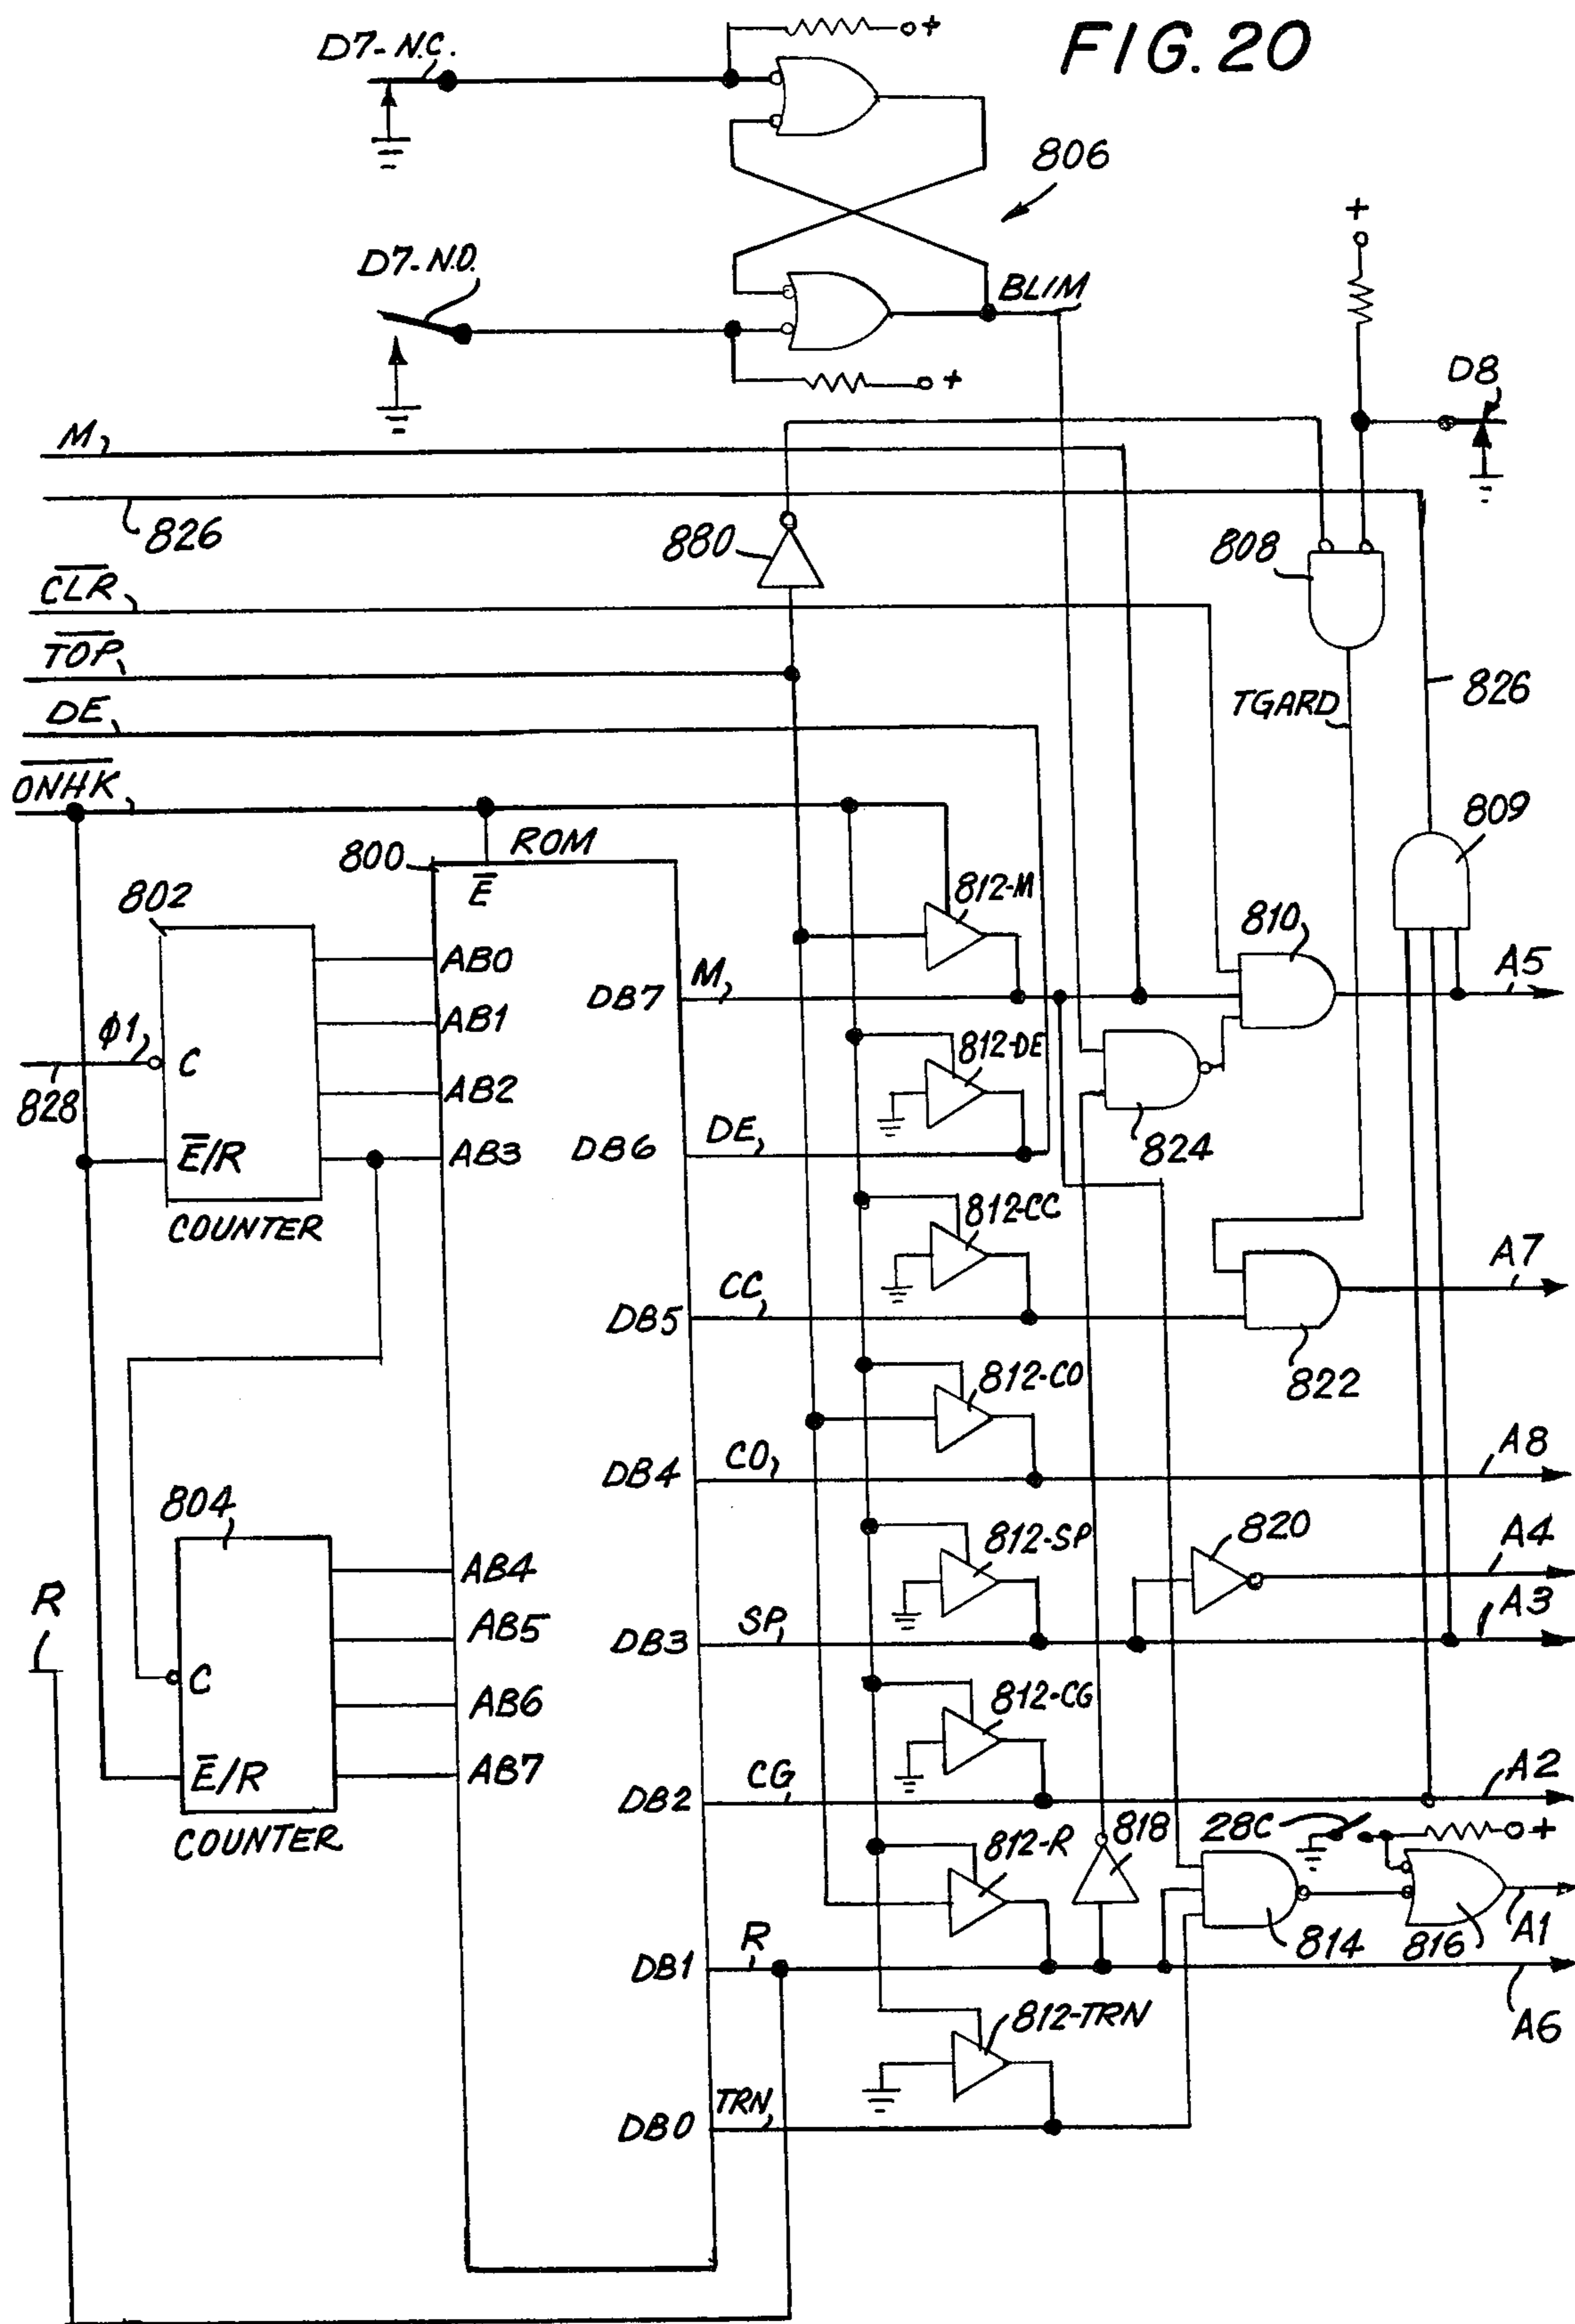 FIG. 20
D7-N.C.
+
806
D7-N.O.
BLIM
+
+
D8
M
826
880
808
CLR
TOP
826
DE
TGARD
ONHK
809
800
ROM
E
802
812-M
810
AB0
A5
M
DB7
AB1
φ1
C
812-DE
828
AB2
DE
824
E/R
AB3
DB6
COUNTER
812-CC
A7
CC
DB5
822
812-CO
A8
CO
DB4
804
820
812-SP
A4
AB4
R
A3
SP
AB5
DB3
C
812-CG
AB6
A2
E/R
AB7
CG
DB2
28C
+
COUNTER
818
812-R
R
814
816
A1
DB1
812-TRN
A6
TRN
DB0